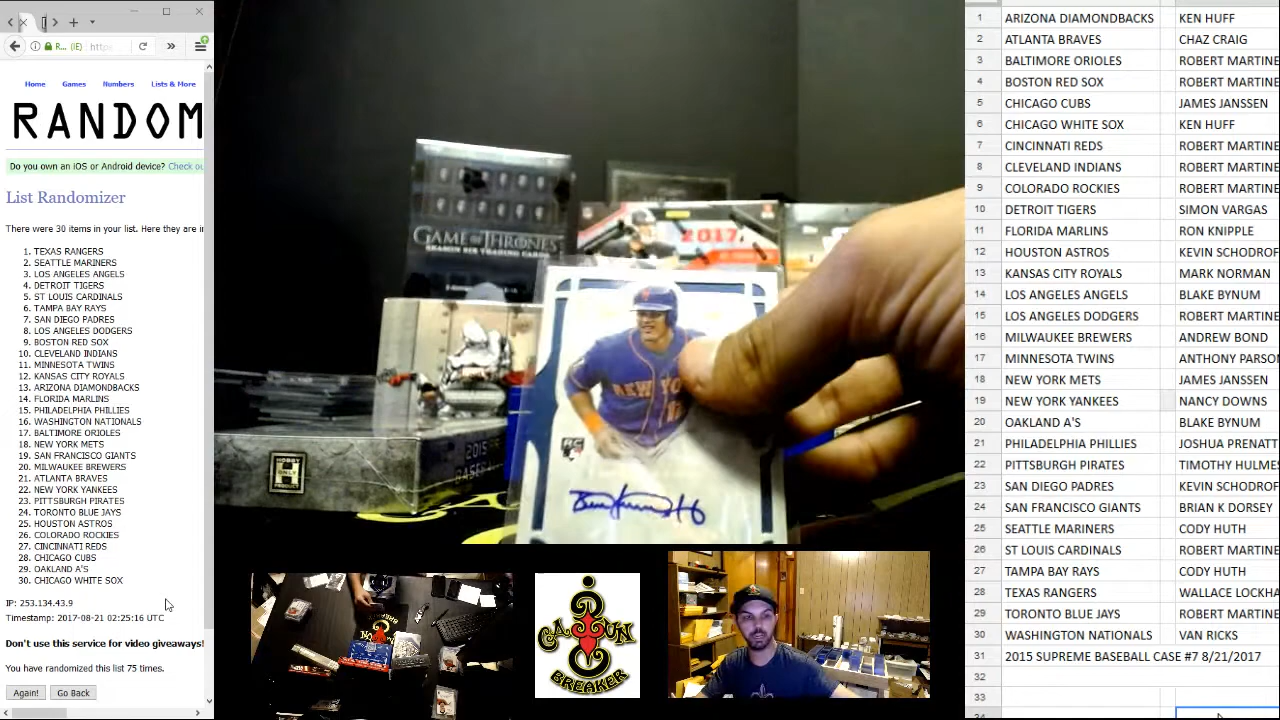 R... (IE)
https:
Home Games Numbers Lists & More
RANDOM
Do you own an iOS or Android device? Check ou
List Randomizer
There were 30 items in your list. Here they are i
1. TEXAS RANGERS
2. SEATTLE MARINERS
3. LOS ANGELES ANGELS
4. DETROIT TIGERS
5. ST LOUIS CARDINALS
6. TAMPA BAY RAYS
7. SAN DIEGO PADRES
8. LOS ANGELES DODGERS
9. BOSTON RED SOX
10. CLEVELAND INDIANS
11. MINNESOTA TWINS
12. KANSAS CITY ROYALS
13. ARIZONA DIAMONDBACKS
14. FLORIDA MARLINS
15. PHILADELPHIA PHILLIES
16. WASHINGTON NATIONALS
17. BALTIMORE ORIOLES
18. NEW YORK METS
19. SAN FRANCISCO GIANTS
20. MILWAUKEE BREWERS
21. ATLANTA BRAVES
22. NEW YORK YANKEES
23. PITTSBURGH PIRATES
24. TORONTO BLUE JAYS
25. HOUSTON ASTROS
26. COLORADO ROCKIES
27. CINCINNATI REDS
28. CHICAGO CUBS
29. OAKLAND A'S
30. CHICAGO WHITE SOX
IP: 253.134.43.9
Timestamp: 2017-08-21 02:25:16 UTC
Don't use this service for video giveaways!
You have randomized this list 75 times.
Again! Go Back
GAME OF THRONES
SEASON SIX TRADING CARDS
2017
NEW YO
RC
2015
BASEBALL
HOBBY
H
ONLY
PRODUCT
CAJUN
BREAKER
1 ARIZONA DIAMONDBACKS KEN HUFF
2 ATLANTA BRAVES CHAZ CRAIG
3 BALTIMORE ORIOLES ROBERT MARTINE
4 BOSTON RED SOX ROBERT MARTINE
5 CHICAGO CUBS JAMES JANSSEN
6 CHICAGO WHITE SOX KEN HUFF
7 CINCINNATI REDS ROBERT MARTINE
8 CLEVELAND INDIANS ROBERT MARTINE
9 COLORADO ROCKIES ROBERT MARTINE
10 DETROIT TIGERS SIMON VARGAS
11 FLORIDA MARLINS RON KNIPPLE
12 HOUSTON ASTROS KEVIN SCHODROF
13 KANSAS CITY ROYALS MARK NORMAN
14 LOS ANGELES ANGELS BLAKE BYNUM
15 LOS ANGELES DODGERS ROBERT MARTINE
16 MILWAUKEE BREWERS ANDREW BOND
17 MINNESOTA TWINS ANTHONY PARSO
18 NEW YORK METS JAMES JANSSEN
19 NEW YORK YANKEES NANCY DOWNS
20 OAKLAND A'S BLAKE BYNUM
21 PHILADELPHIA PHILLIES JOSHUA PRENATT
22 PITTSBURGH PIRATES TIMOTHY HULME
23 SAN DIEGO PADRES KEVIN SCHODROF
24 SAN FRANCISCO GIANTS BRIAN K DORSEY
25 SEATTLE MARINERS CODY HUTH
26 ST LOUIS CARDINALS ROBERT MARTINE
27 TAMPA BAY RAYS CODY HUTH
28 TEXAS RANGERS WALLACE LOCKHA
29 TORONTO BLUE JAYS ROBERT MARTINE
30 WASHINGTON NATIONALS VAN RICKS
31 2015 SUPREME BASEBALL CASE #7 8/21/2017
32
33
34